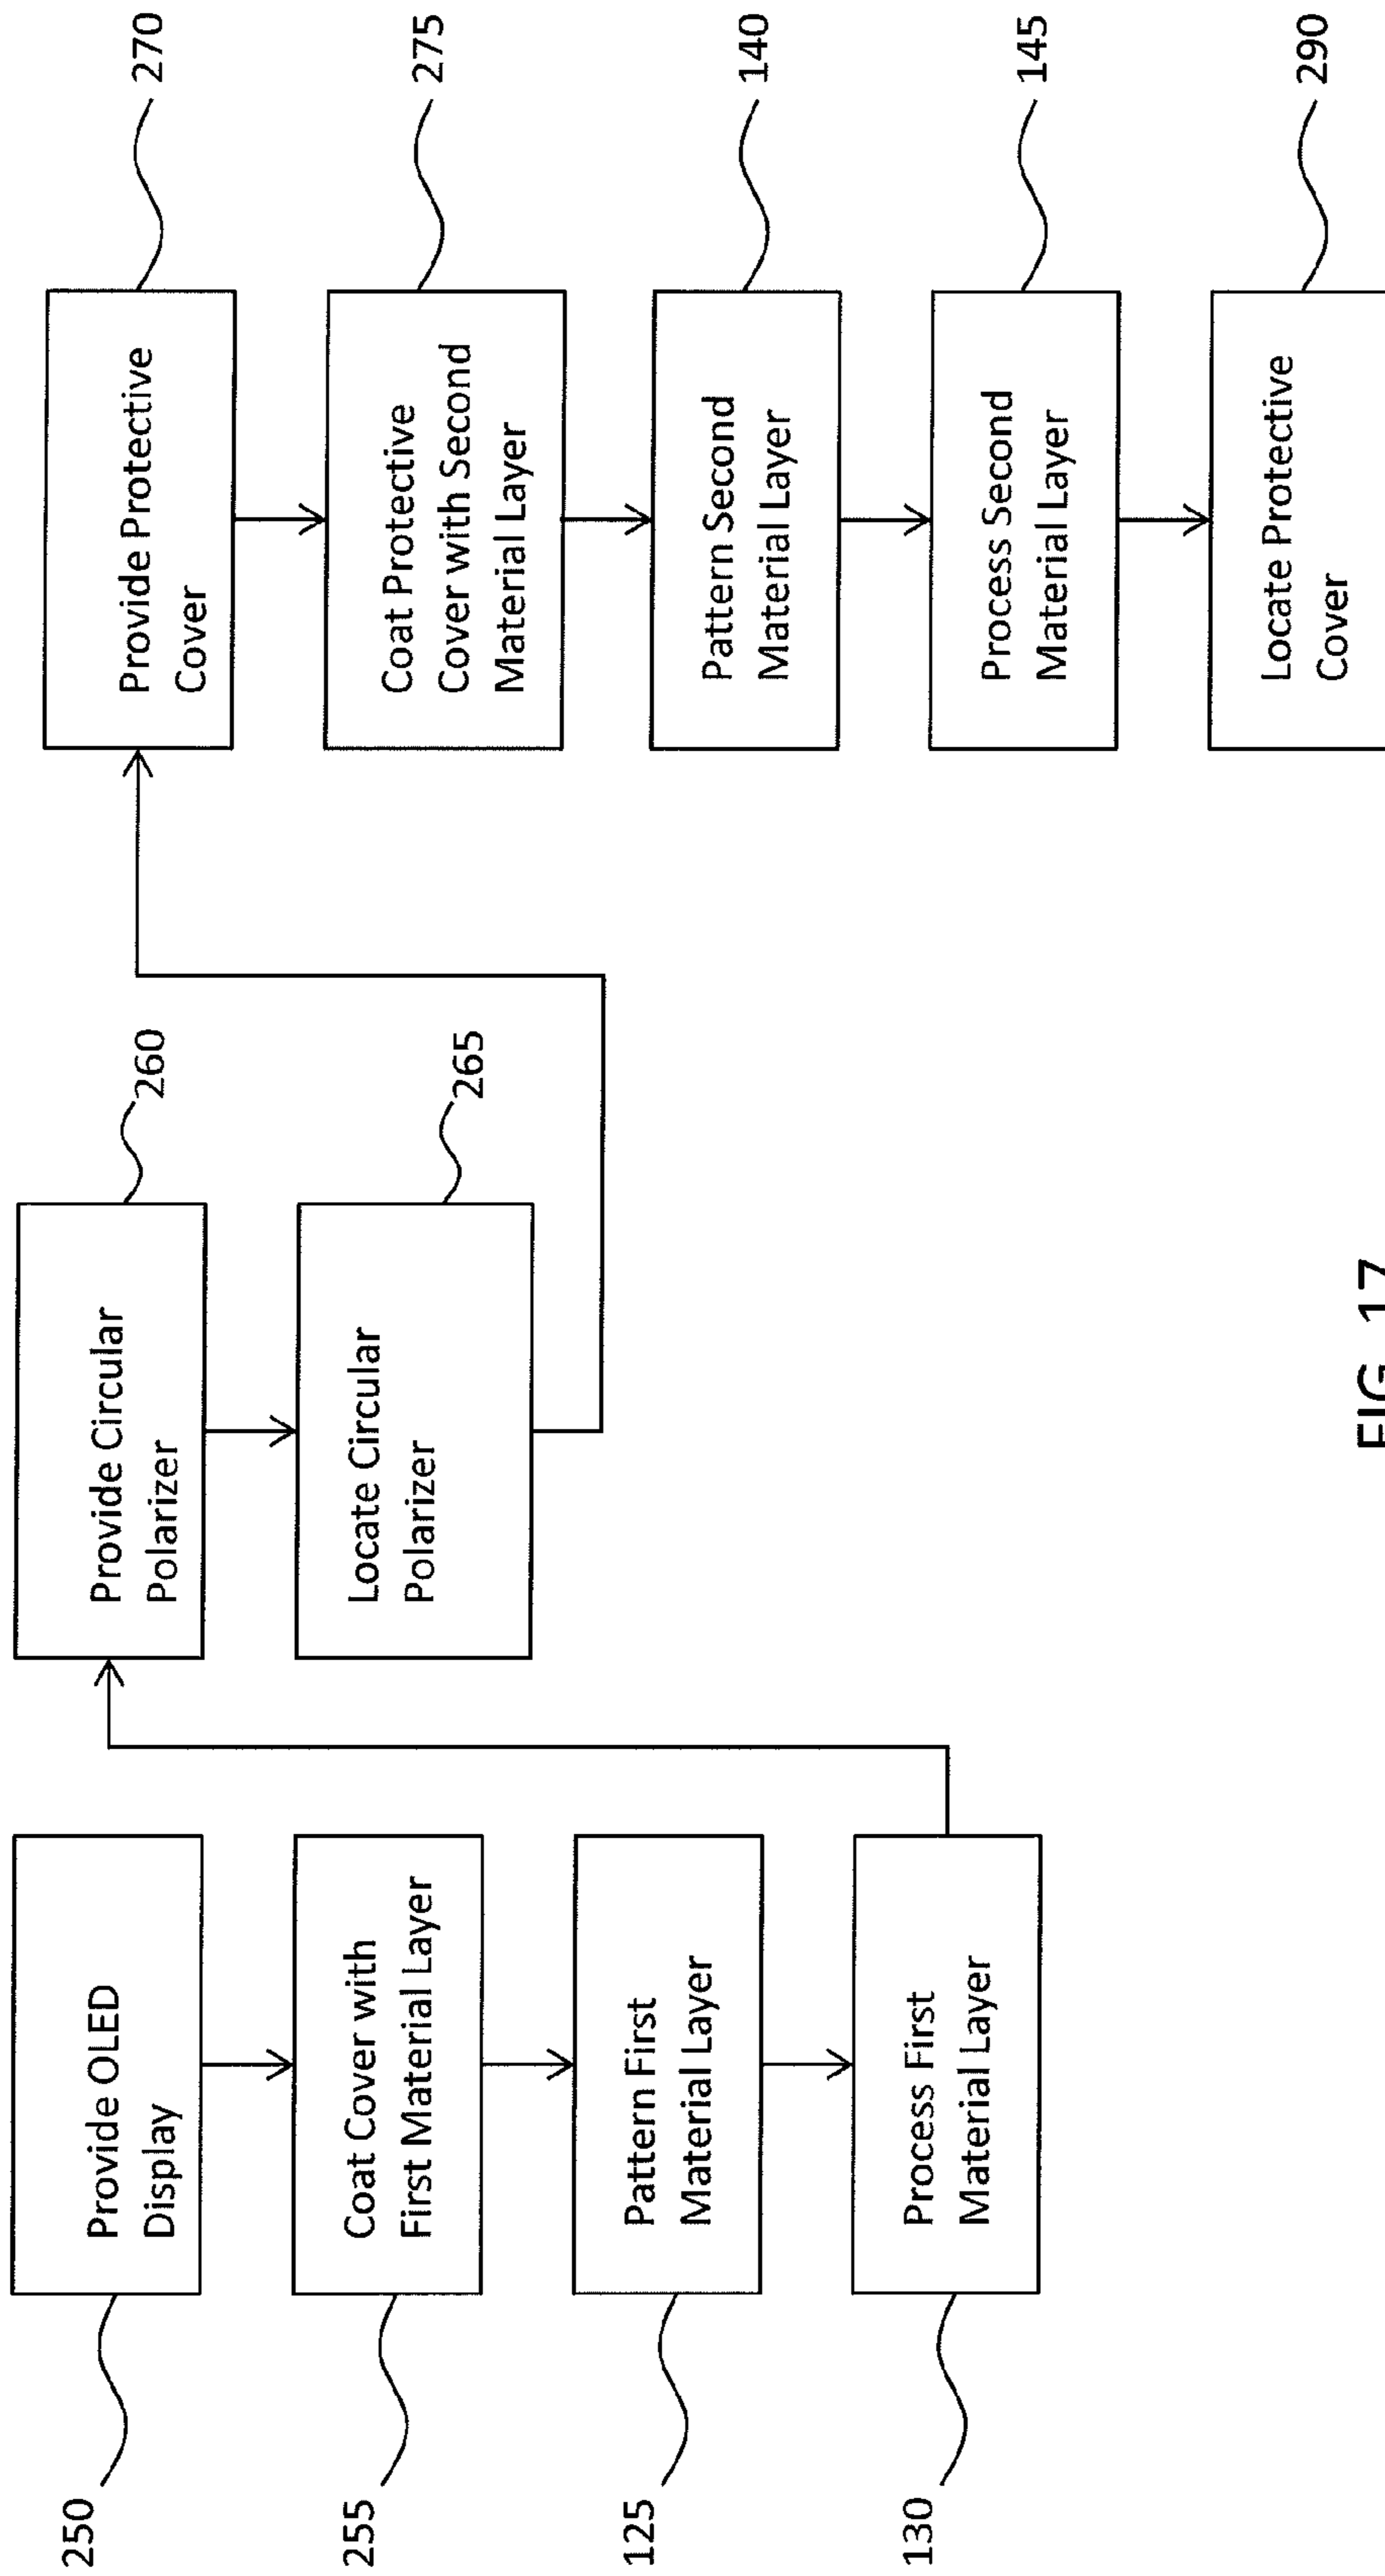 250
Provide OLED
Display
255
Coat Cover with
First Material Layer
125
Pattern First
Material Layer
130
Process First
Material Layer
Provide Circular
Polarizer
260
Locate Circular
Polarizer
265
Provide Protective
Cover
270
Coat Protective
Cover with Second
Material Layer
275
Pattern Second
Material Layer
140
Process Second
Material Layer
145
Locate Protective
Cover
290
FIG. 17